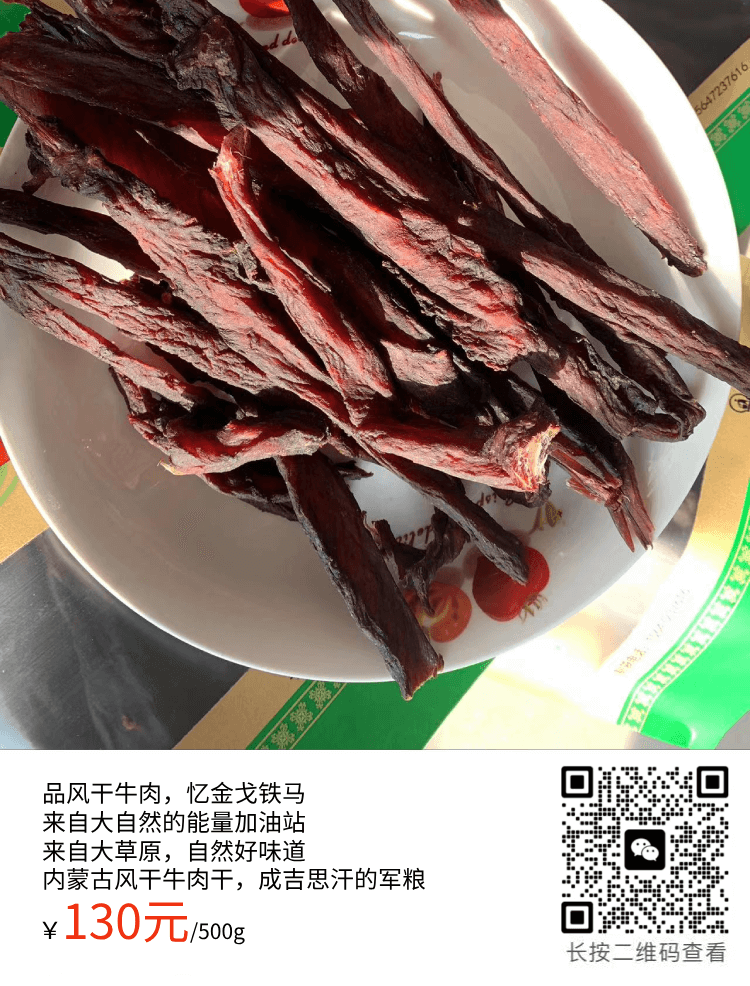 5647237616
品风干牛肉，忆金戈铁马
来自大自然的能量加油站
来自大草原，自然好味道
内蒙古风干牛肉干，成吉思汗的军粮
￥130元/500g
长按二维码查看